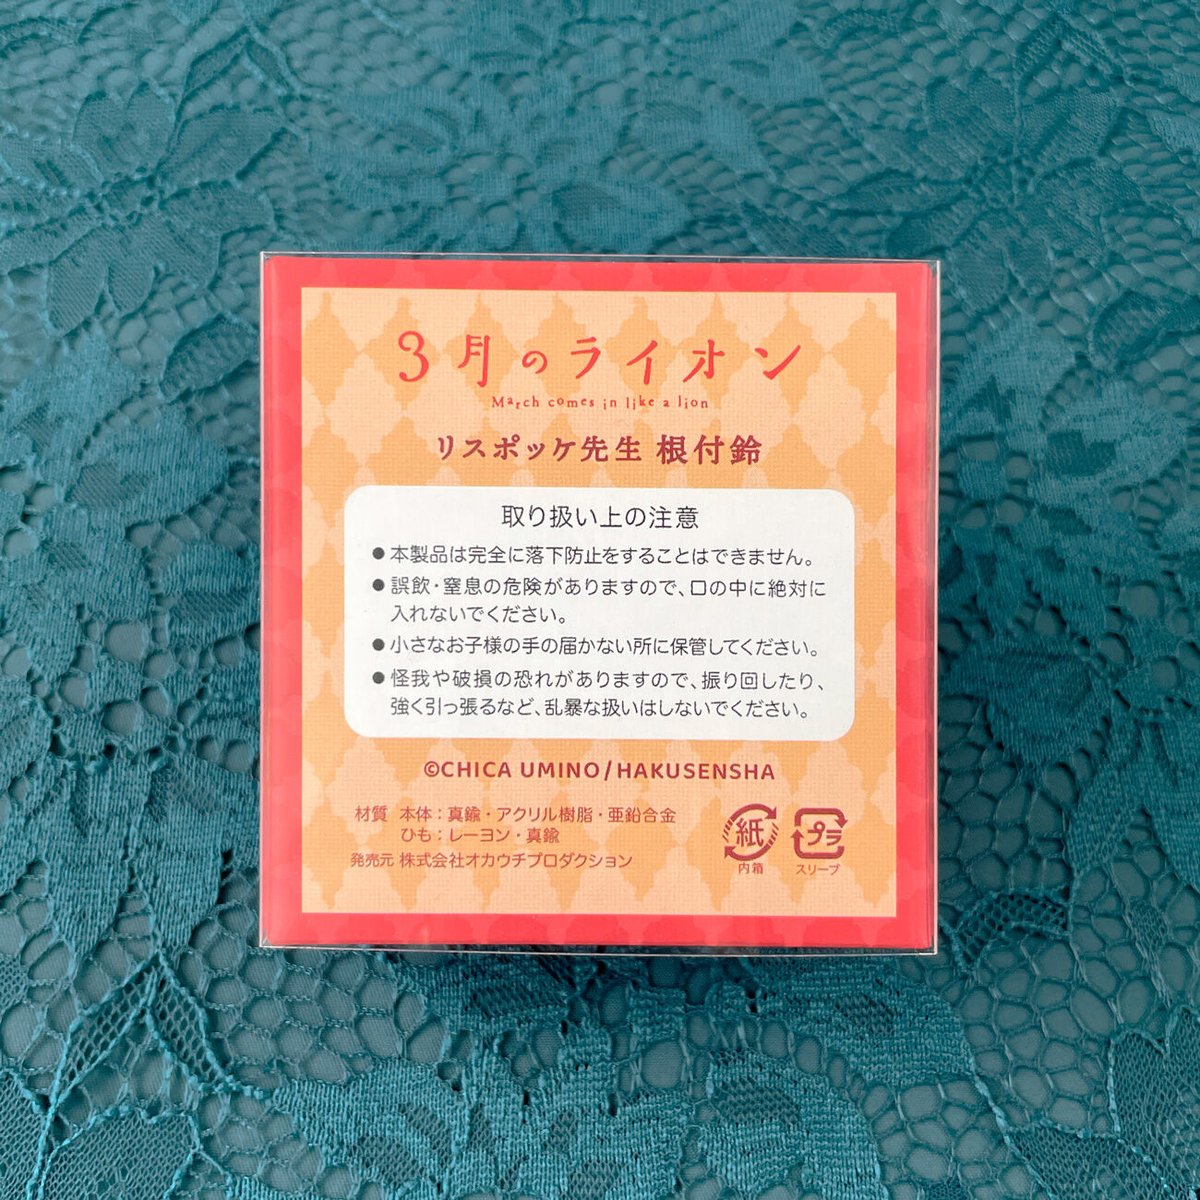 3月のライオン
March comes in like a lion
リスポッケ先生 根付鈴
取り扱い上の注意
●本製品は完全に落下防止をすることはできません。
●誤飲・窒息の危険がありますので、口の中に絶対に
入れないでください。
●小さなお子様の手の届かない所に保管してください。
●怪我や破損の恐れがありますので、振り回したり、
強く引っ張るなど、乱暴な扱いはしないでください。
©CHICA UMINO/HAKUSENSHA
材質 本体：真鍮・アクリル樹脂・亜鉛合金
ひも：レーヨン・真鍮
発売元 株式会社オカウチプロダクション
紙 プラ
内箱 スリーブ